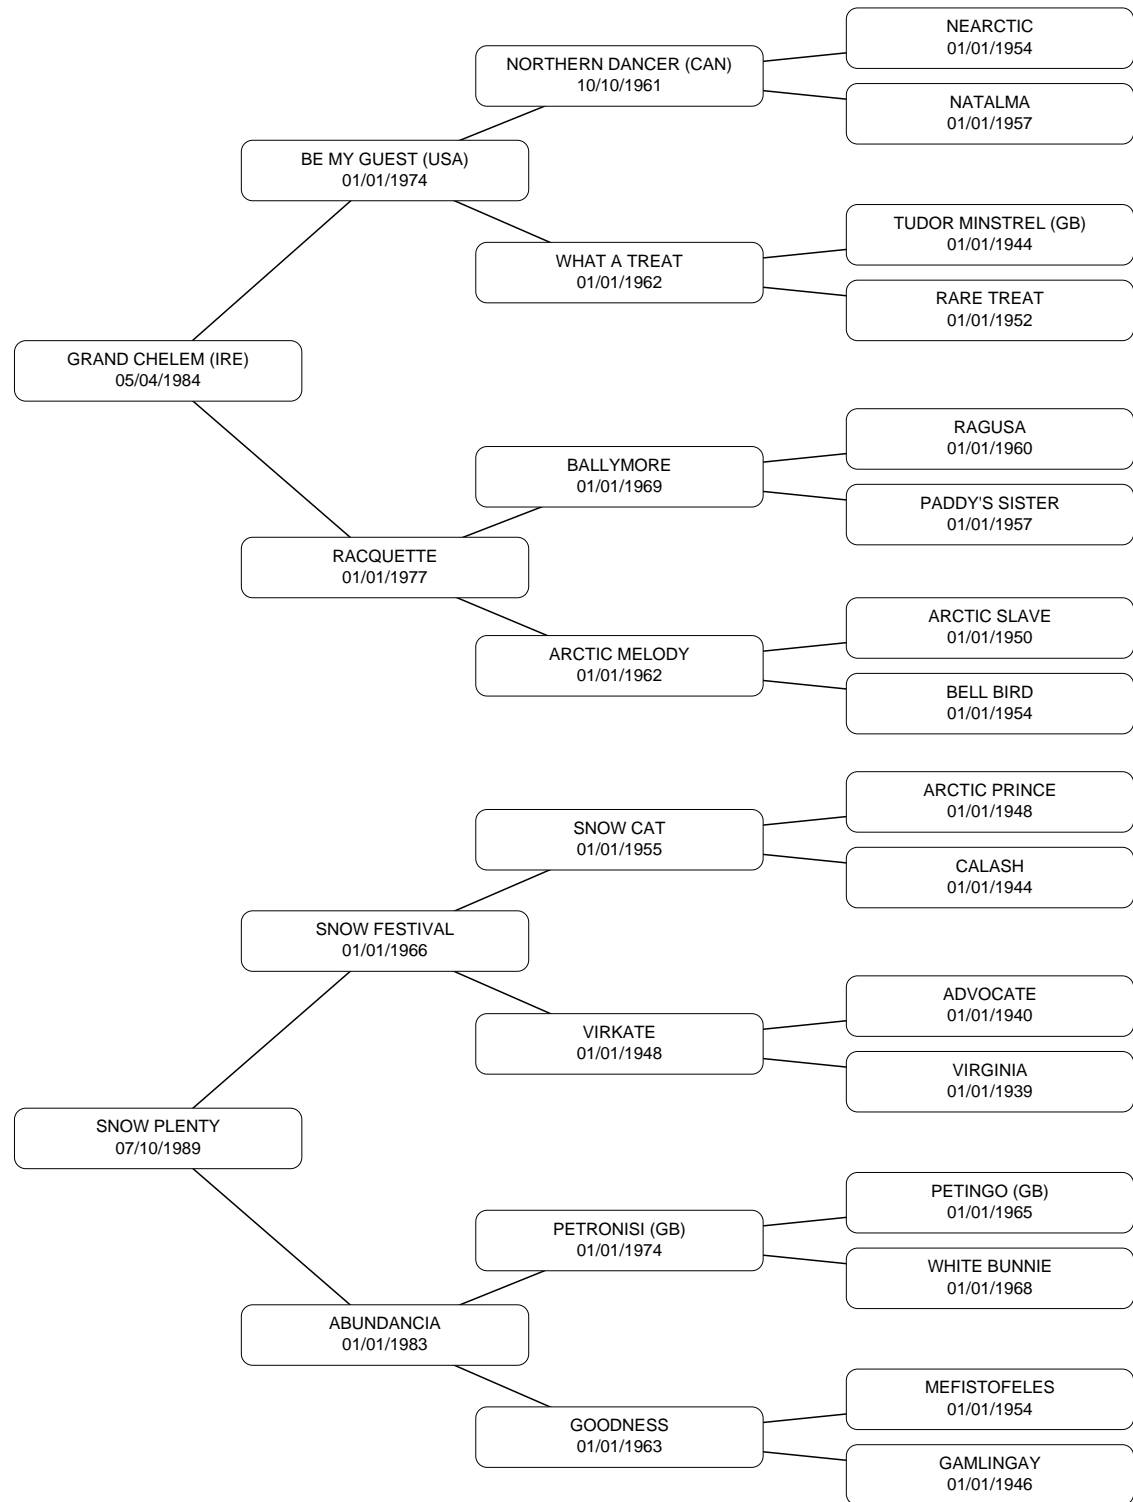 NEARCTIC
01/01/1954
NORTHERN DANCER (CAN)
10/10/1961
NATALMA
01/01/1957
BE MY GUEST (USA)
01/01/1974
TUDOR MINSTREL (GB)
01/01/1944
WHAT A TREAT
01/01/1962
RARE TREAT
01/01/1952
GRAND CHELEM (IRE)
05/04/1984
RAGUSA
01/01/1960
BALLYMORE
01/01/1969
PADDY'S SISTER
01/01/1957
RACQUETTE
01/01/1977
ARCTIC SLAVE
01/01/1950
ARCTIC MELODY
01/01/1962
BELL BIRD
01/01/1954
ARCTIC PRINCE
01/01/1948
SNOW CAT
01/01/1955
CALASH
01/01/1944
SNOW FESTIVAL
01/01/1966
ADVOCATE
01/01/1940
VIRKATE
01/01/1948
VIRGINIA
01/01/1939
SNOW PLENTY
07/10/1989
PETINGO (GB)
01/01/1965
PETRONISI (GB)
01/01/1974
WHITE BUNNIE
01/01/1968
ABUNDANCIA
01/01/1983
MEFISTOFELES
01/01/1954
GOODNESS
01/01/1963
GAMLINGAY
01/01/1946